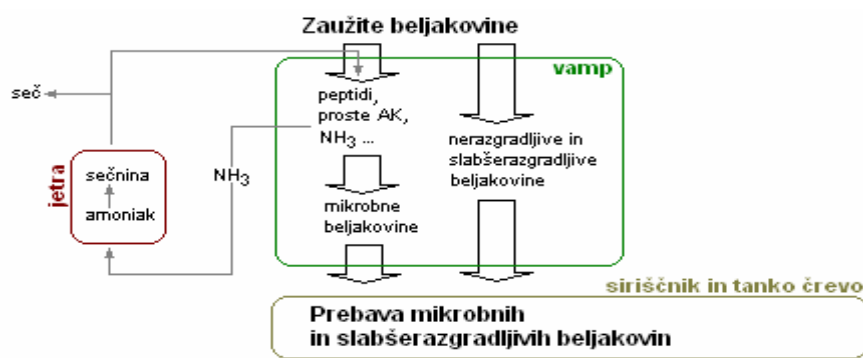 Zaužite beljakovine
vamp
seč
peptidi,
proste AK,
NH₃ ...
nerazgradljive in
slabšerazgradljive
beljakovine
jetra
sečnina
amoniak
NH₃
mikrobne
beljakovine
siriščnik in tanko črevo
Prebava mikrobnih
in slabšerazgradljivih beljakovin